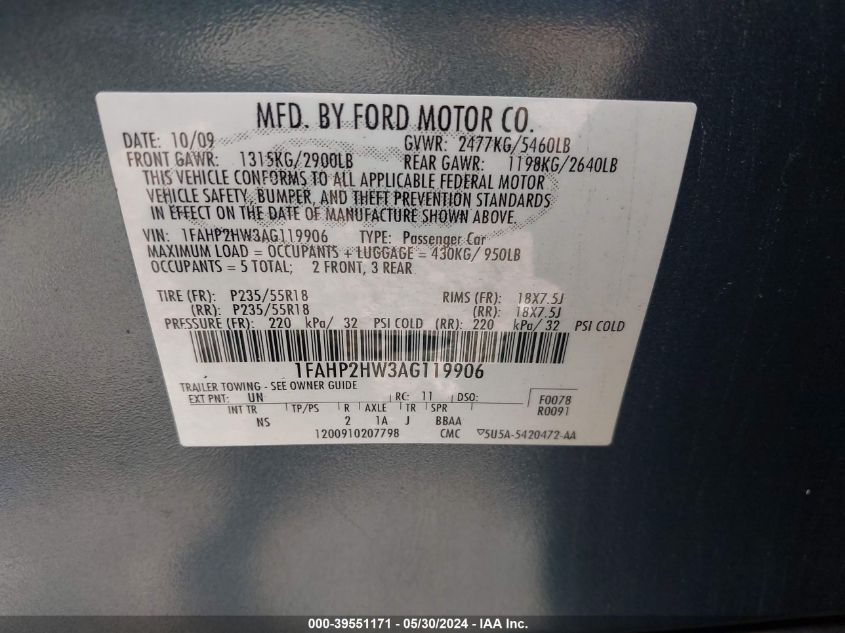 MFD. BY FORD MOTOR CO.
DATE: 10/09 GVWR: 2477KG/5460LB
FRONT GAWR: 1315KG/2900LB REAR GAWR: 1198KG/2640LB
THIS VEHICLE CONFORMS TO ALL APPLICABLE FEDERAL MOTOR
VEHICLE SAFETY, BUMPER, AND THEFT PREVENTION STANDARDS
IN EFFECT ON THE DATE OF MANUFACTURE SHOWN ABOVE.
VIN: 1FAHP2HW3AG119906 TYPE: Passenger Car
MAXIMUM LOAD = OCCUPANTS + LUGGAGE = 430KG/ 950LB
OCCUPANTS = 5 TOTAL; 2 FRONT, 3 REAR
TIRE (FR): P235/55R18 RIMS (FR): 18X7.5J
(RR): P235/55R18 (RR): 18X7.5J
PRESSURE (FR): 220 kPa/ 32 PSI COLD (RR): 220 kPa/ 32 PSI COLD
1FAHP2HW3AG119906
TRAILER TOWING - SEE OWNER GUIDE
EXT PNT: UN RC: 11 DSO: F0078
INT TR TP/PS R AXLE TR SPR R0091
NS 2 1A J BBAA
1200910207798 CMC ▽5U5A-5420472-AA
000-39551171 - 05/30/2024 - IAA Inc.